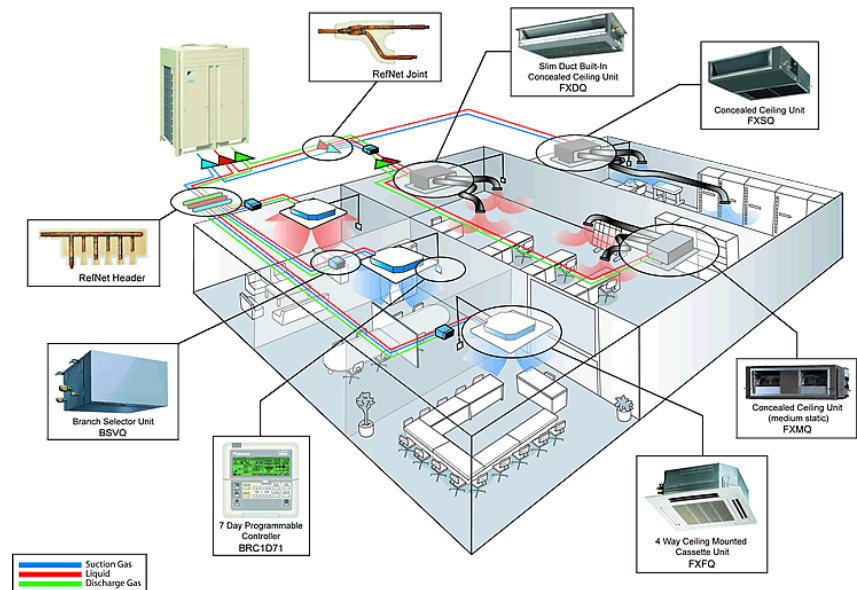 RefNet Joint
Slim Duct Built-In
Concealed Ceiling Unit
FXDQ
Concealed Ceiling Unit
FXSQ
RefNet Header
Branch Selector Unit
BSVQ
7 Day Programmable
Controller
BRC1D71
Concealed Ceiling Unit
(medium static)
FXMQ
4 Way Ceiling Mounted
Cassette Unit
FXFQ
Suction Gas
Liquid
Discharge Gas